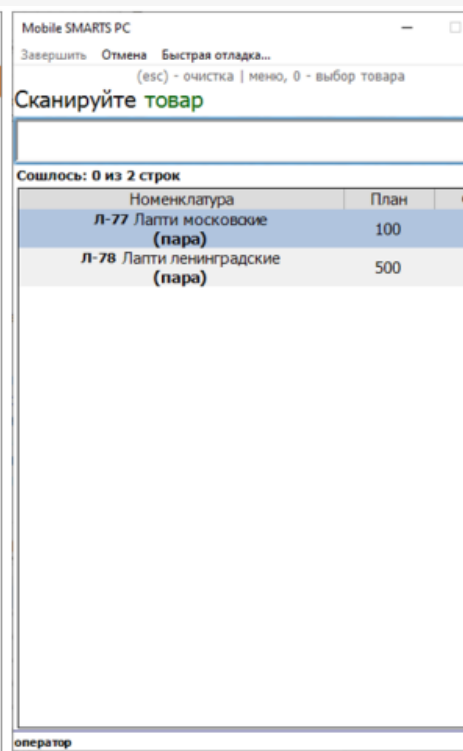 Mobile SMARTS PC
Завершить Отмена Быстрая отладка...
(esc) - очистка | меню, 0 - выбор товара
Сканируйте товар
Сошлось: 0 из 2 строк
Номенклатура План
Л-77 Лапти московские (пара) 100
Л-78 Лапти ленинградские (пара) 500
оператор